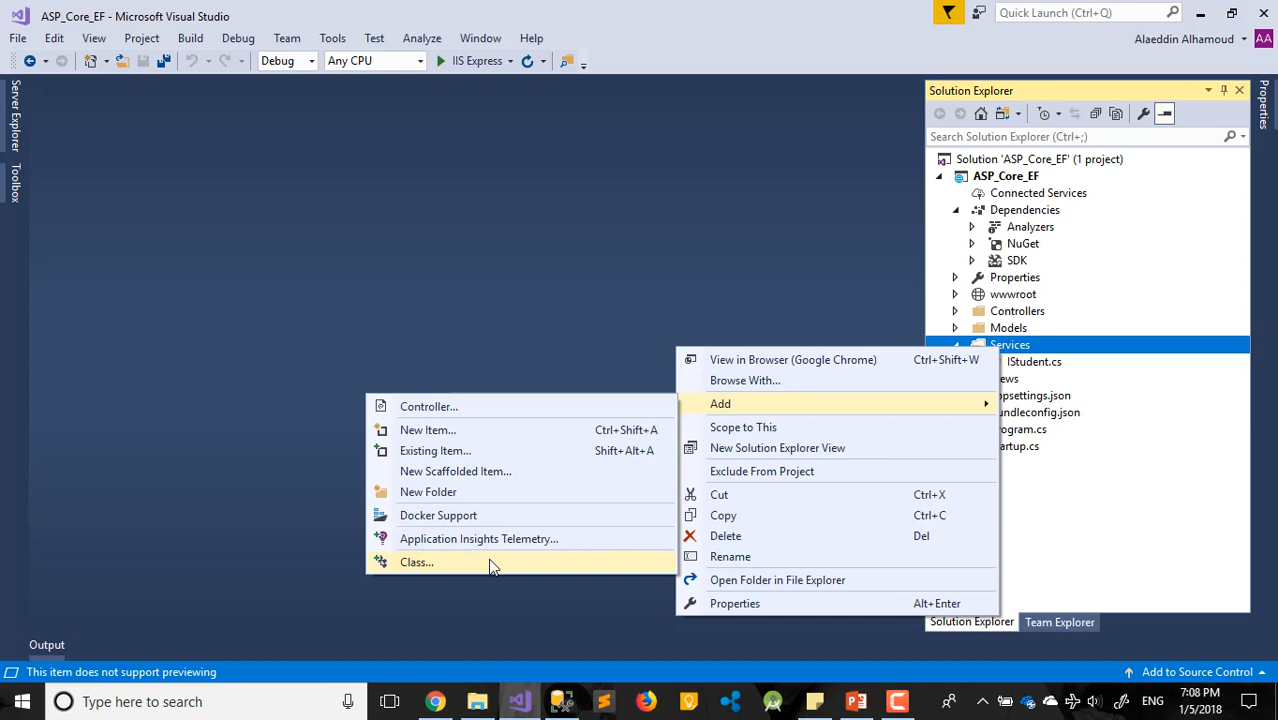 ASP_Core_EF - Microsoft Visual Studio
Quick Launch (Ctrl+Q)
File Edit View Project Build Debug Team Tools Test Analyze Window Help
Alaeddin Alhamoud AA
Debug Any CPU IIS Express
Server Explorer
Toolbox
Solution Explorer
Properties
Search Solution Explorer (Ctrl+;)
Solution 'ASP_Core_EF' (1 project)
ASP_Core_EF
Connected Services
Dependencies
Analyzers
NuGet
SDK
Properties
wwwroot
Controllers
Models
Services
IStudent.cs
ews
ppsettings.json
undleconfig.json
rogram.cs
artup.cs
View in Browser (Google Chrome) Ctrl+Shift+W
Browse With...
Add
Scope to This
New Solution Explorer View
Exclude From Project
Cut Ctrl+X
Copy Ctrl+C
Delete Del
Rename
Open Folder in File Explorer
Properties Alt+Enter
Controller...
New Item... Ctrl+Shift+A
Existing Item... Shift+Alt+A
New Scaffolded Item...
New Folder
Docker Support
Application Insights Telemetry...
Class...
Solution Explorer Team Explorer
Output
This item does not support previewing
Add to Source Control
Type here to search
ENG
7:08 PM
1/5/2018